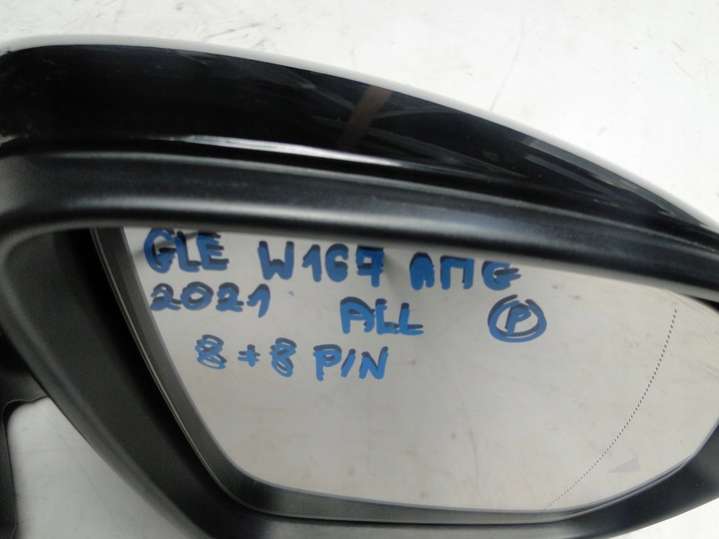 GLE W167 AMG
2021 ALL P
8+8 PIN